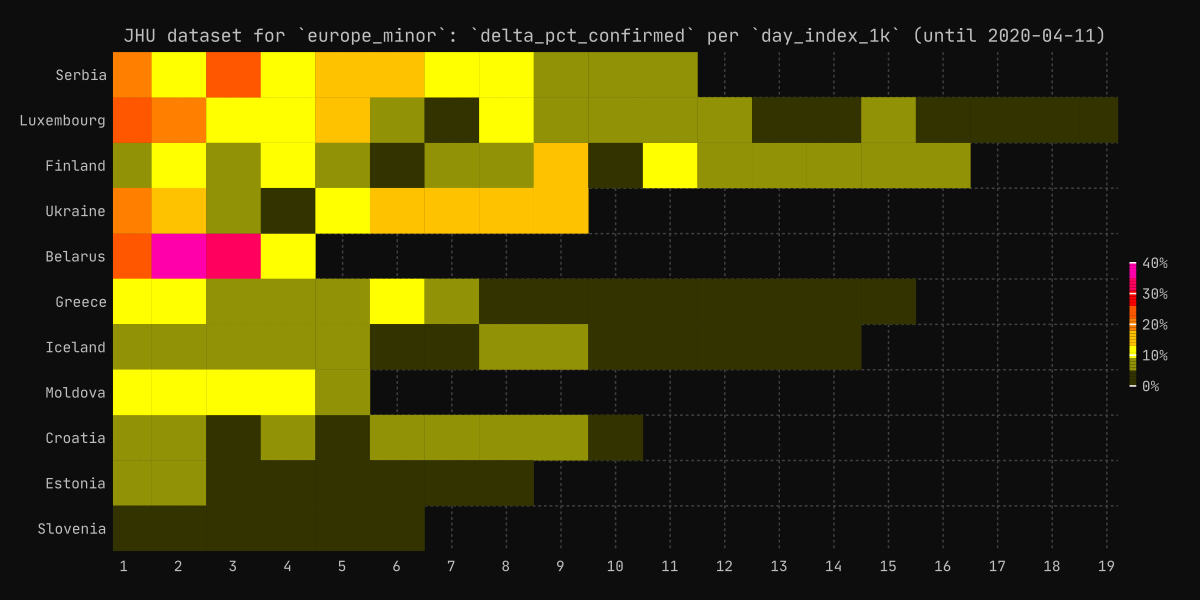 JHU dataset for `europe_minor`: `delta_pct_confirmed` per `day_index_1k` (until 2020-04-11)
Serbia
Luxembourg
Finland
Ukraine
Belarus
Greece
Iceland
Moldova
Croatia
Estonia
Slovenia
1 2 3 4 5 6 7 8 9 10 11 12 13 14 15 16 17 18 19
40%
30%
20%
10%
0%